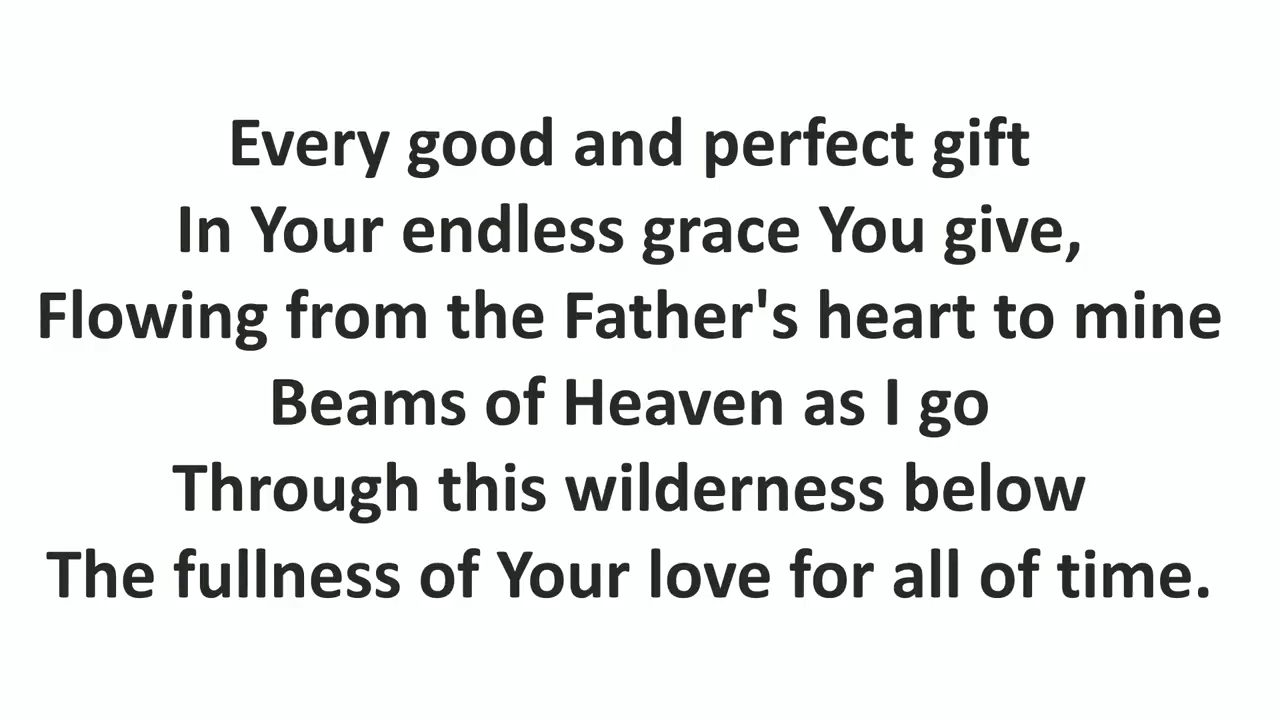 Every good and perfect gift
In Your endless grace You give,
Flowing from the Father's heart to mine
Beams of Heaven as I go
Through this wilderness below
The fullness of Your love for all of time.